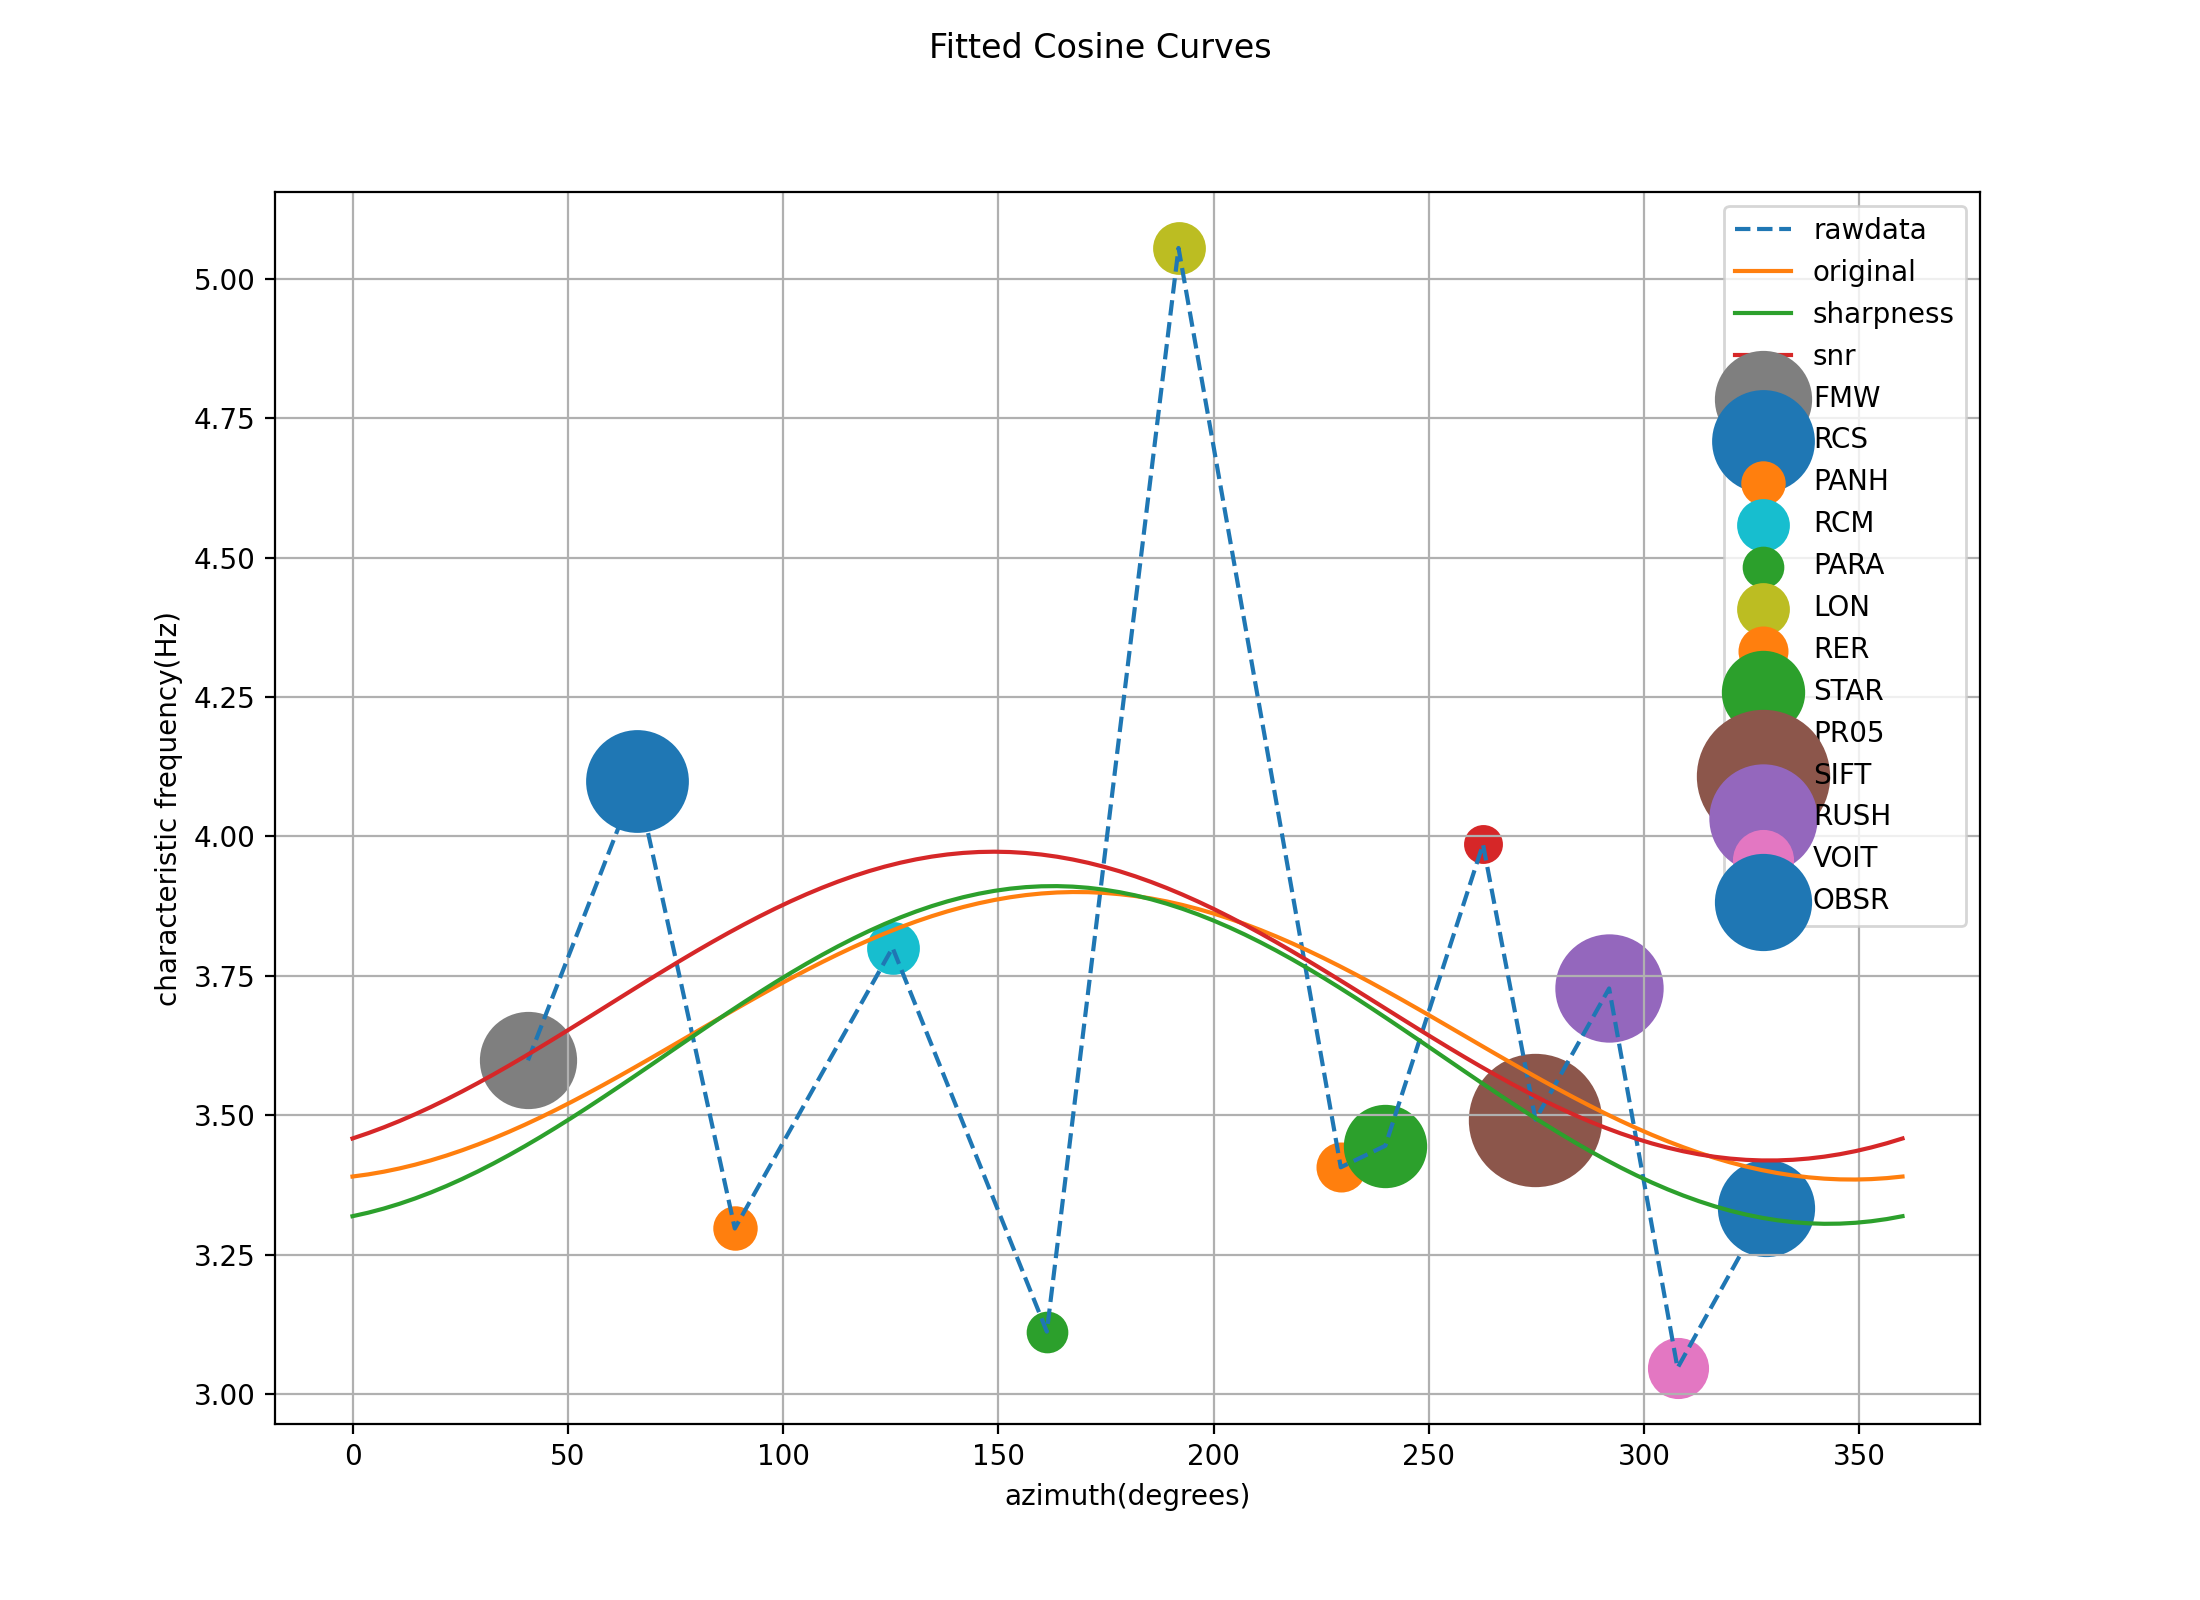 Fitted Cosine Curves
rawdata
original
sharpness
snr
FMW
RCS
PANH
RCM
PARA
LON
RER
STAR
PR05
SIFT
RUSH
VOIT
OBSR
5.00
4.75
4.50
4.25
4.00
3.75
3.50
3.25
3.00
characteristic frequency(Hz)
0 50 100 150 200 250 300 350
azimuth(degrees)